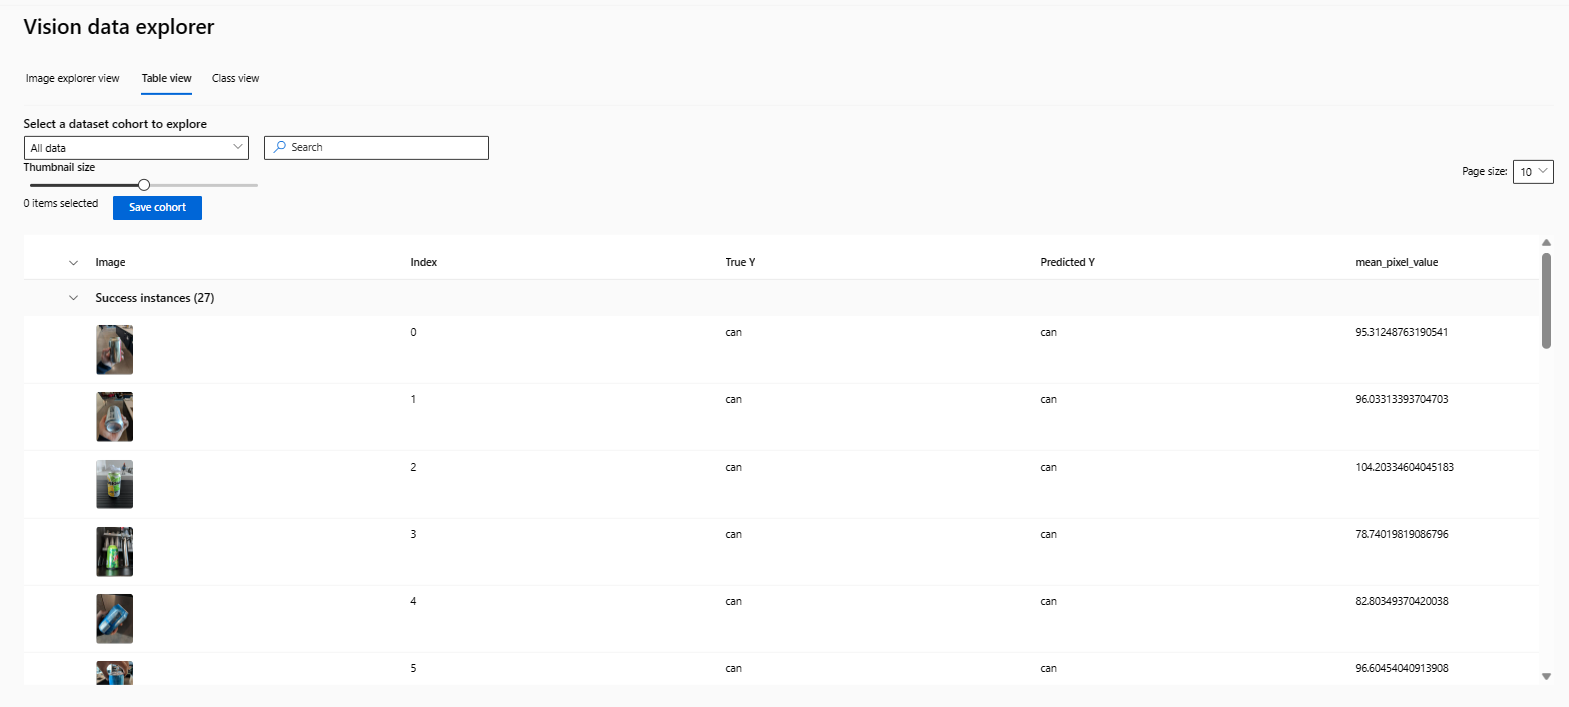 Vision data explorer
Image explorer view Table view Class view
Select a dataset cohort to explore
All data Search
Thumbnail size
Page size: 10
0 items selected Save cohort
Image Index True Y Predicted Y mean_pixel_value
Success instances (27)
0 can can 95.31248763190541
1 can can 96.03313393704703
2 can can 104.20334604045183
3 can can 78.74019819086796
4 can can 82.80349370420038
5 can can 96.60454040913908